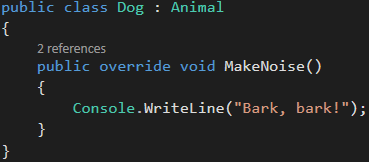 public class Dog : Animal
{
2 references
public override void MakeNoise()
{
Console.WriteLine("Bark, bark!");
}
}